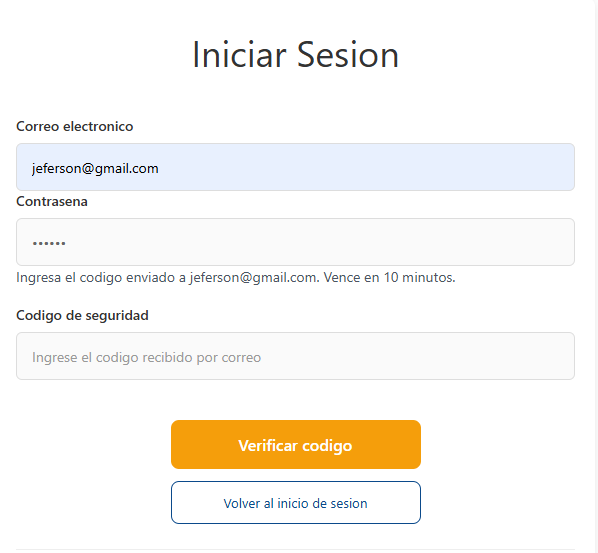 Iniciar Sesion
Correo electronico
jeferson@gmail.com
Contrasena
••••••
Ingresa el codigo enviado a jeferson@gmail.com. Vence en 10 minutos.
Codigo de seguridad
Ingrese el codigo recibido por correo
Verificar codigo
Volver al inicio de sesion